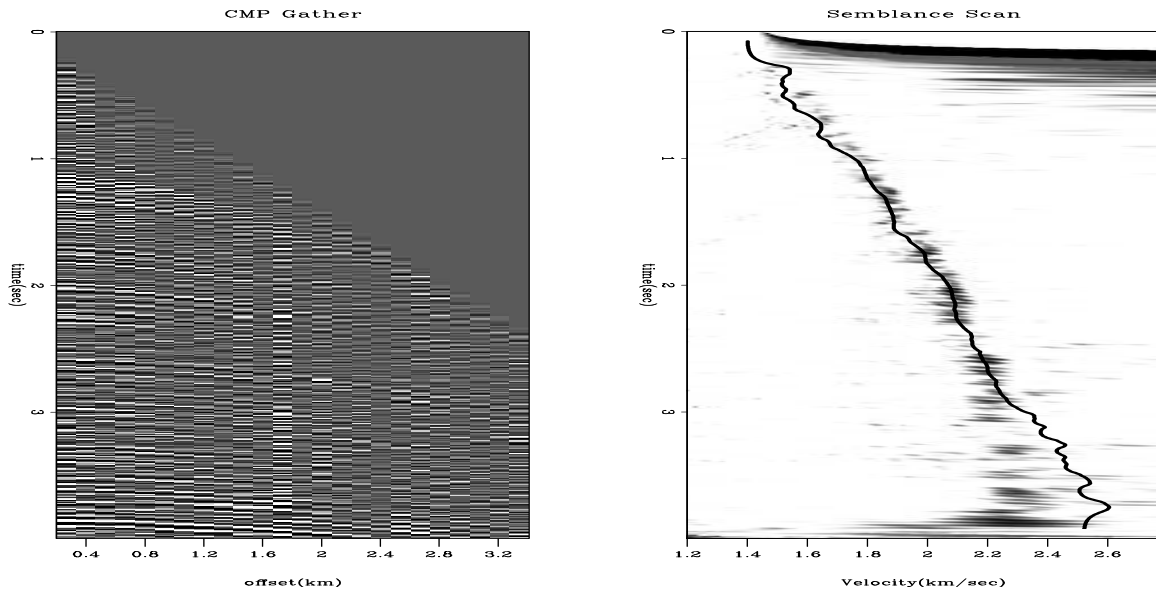 CMP Gather
0
1
2
3
time(sec)
0.4 0.8 1.2 1.6 2 2.4 2.8 3.2
offset(km)
Semblance Scan
0
1
2
3
time(sec)
1.2 1.4 1.6 1.8 2 2.2 2.4 2.6
Velocity(km/sec)